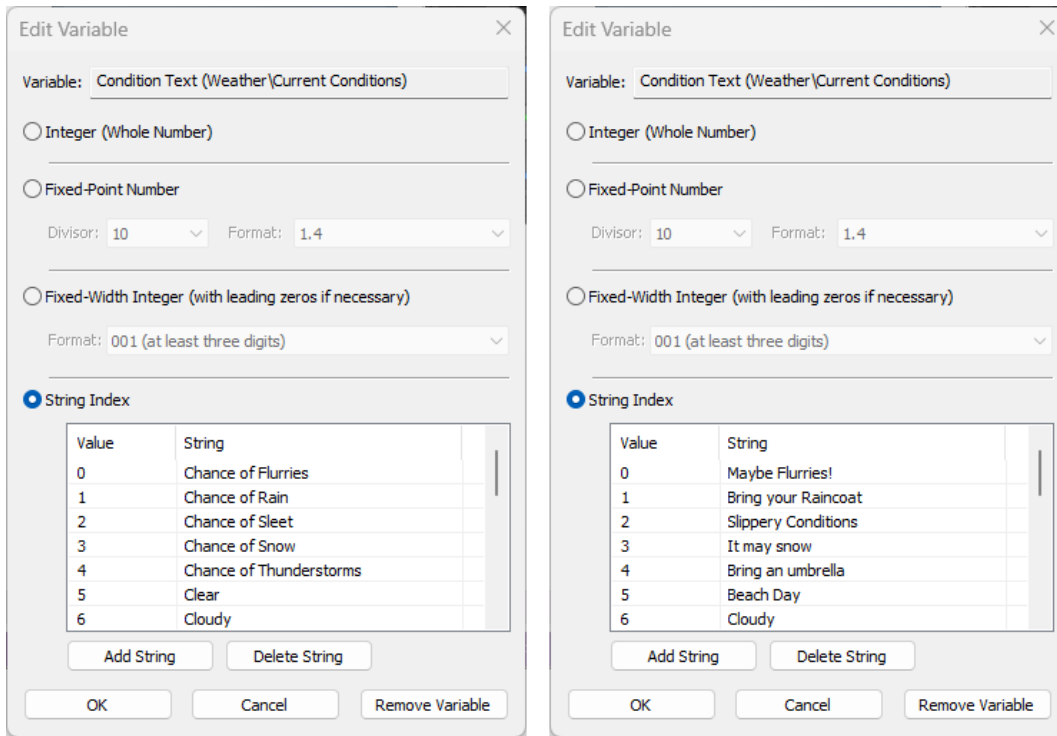 Edit Variable
Variable: Condition Text (Weather\Current Conditions)
Integer (Whole Number)
Fixed-Point Number
Divisor: 10 Format: 1.4
Fixed-Width Integer (with leading zeros if necessary)
Format: 001 (at least three digits)
String Index
Value String
0 Chance of Flurries
1 Chance of Rain
2 Chance of Sleet
3 Chance of Snow
4 Chance of Thunderstorms
5 Clear
6 Cloudy
Add String Delete String
OK Cancel Remove Variable
Edit Variable
Variable: Condition Text (Weather\Current Conditions)
Integer (Whole Number)
Fixed-Point Number
Divisor: 10 Format: 1.4
Fixed-Width Integer (with leading zeros if necessary)
Format: 001 (at least three digits)
String Index
Value String
0 Maybe Flurries!
1 Bring your Raincoat
2 Slippery Conditions
3 It may snow
4 Bring an umbrella
5 Beach Day
6 Cloudy
Add String Delete String
OK Cancel Remove Variable